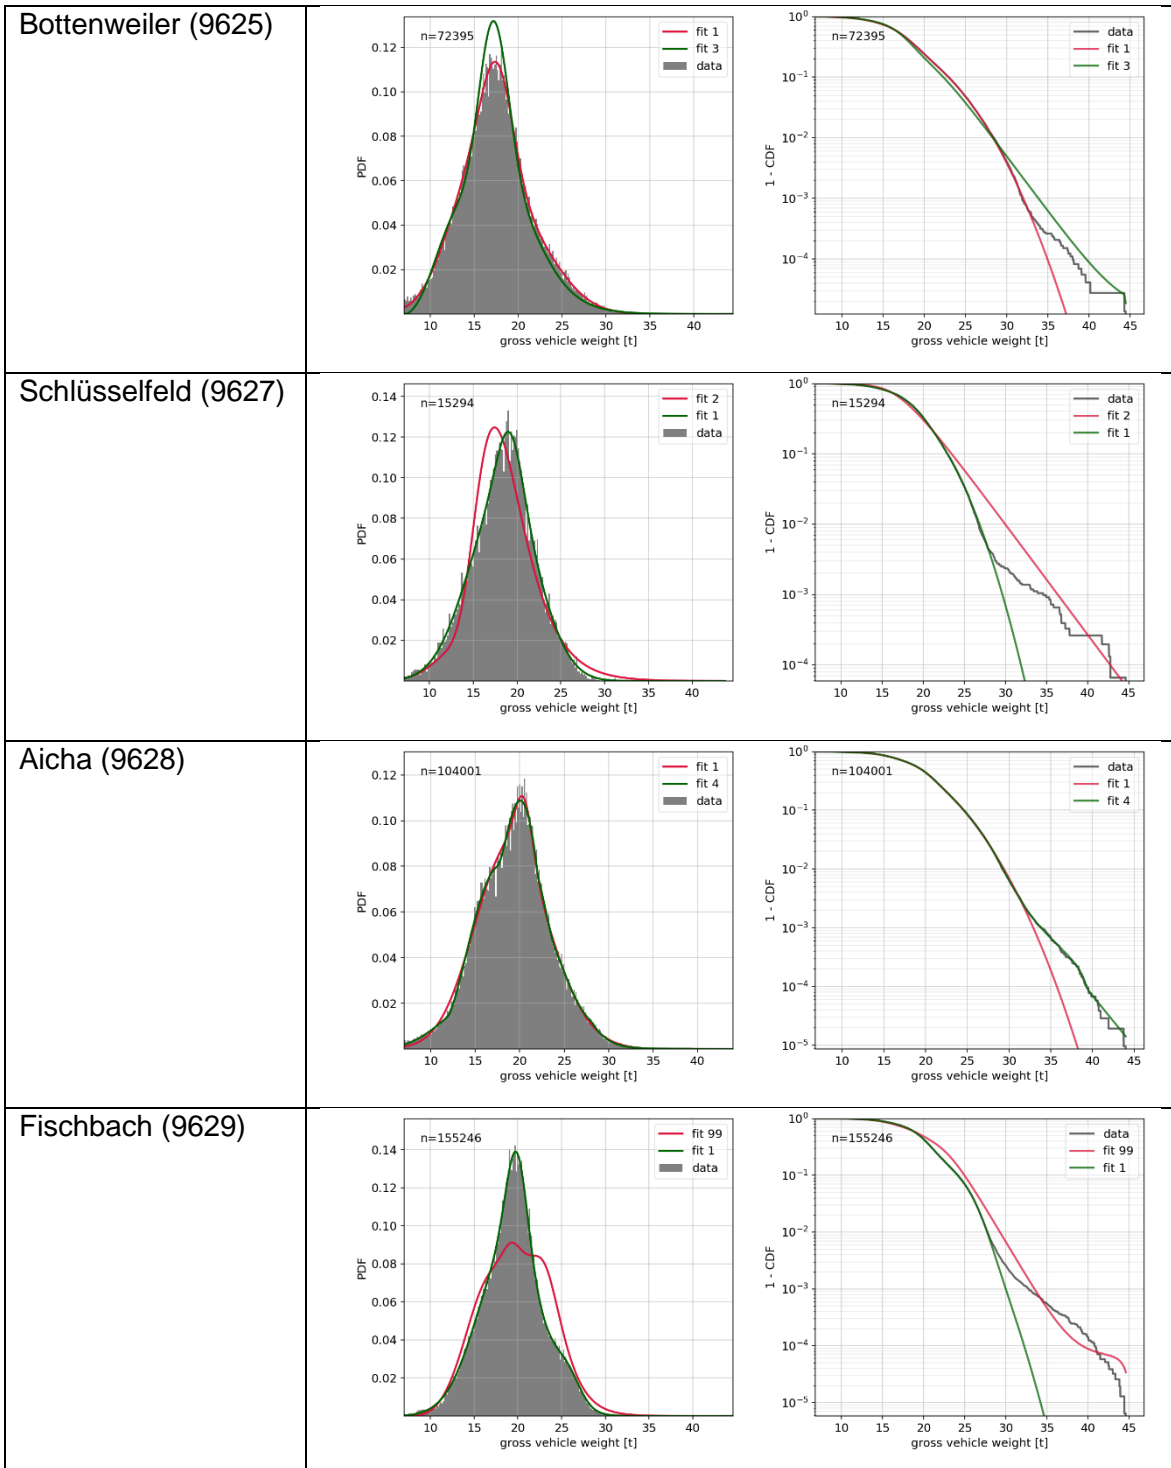 Bottenweiler (9625)
n=72395
fit 1
fit 3
data
0.12
0.10
0.08
0.06
0.04
0.02
PDF
10 15 20 25 30 35 40
gross vehicle weight [t]
n=72395
data
fit 1
fit 3
10^0
10^-1
10^-2
10^-3
10^-4
1 - CDF
10 15 20 25 30 35 40 45
gross vehicle weight [t]
Schlüsselfeld (9627)
n=15294
fit 2
fit 1
data
0.14
0.12
0.10
0.08
0.06
0.04
0.02
PDF
10 15 20 25 30 35 40
gross vehicle weight [t]
n=15294
data
fit 2
fit 1
10^0
10^-1
10^-2
10^-3
10^-4
1 - CDF
10 15 20 25 30 35 40 45
gross vehicle weight [t]
Aicha (9628)
n=104001
fit 1
fit 4
data
0.12
0.10
0.08
0.06
0.04
0.02
PDF
10 15 20 25 30 35 40
gross vehicle weight [t]
n=104001
data
fit 1
fit 4
10^0
10^-1
10^-2
10^-3
10^-4
10^-5
1 - CDF
10 15 20 25 30 35 40 45
gross vehicle weight [t]
Fischbach (9629)
n=155246
fit 99
fit 1
data
0.14
0.12
0.10
0.08
0.06
0.04
0.02
PDF
10 15 20 25 30 35 40
gross vehicle weight [t]
n=155246
data
fit 99
fit 1
10^0
10^-1
10^-2
10^-3
10^-4
10^-5
1 - CDF
10 15 20 25 30 35 40 45
gross vehicle weight [t]